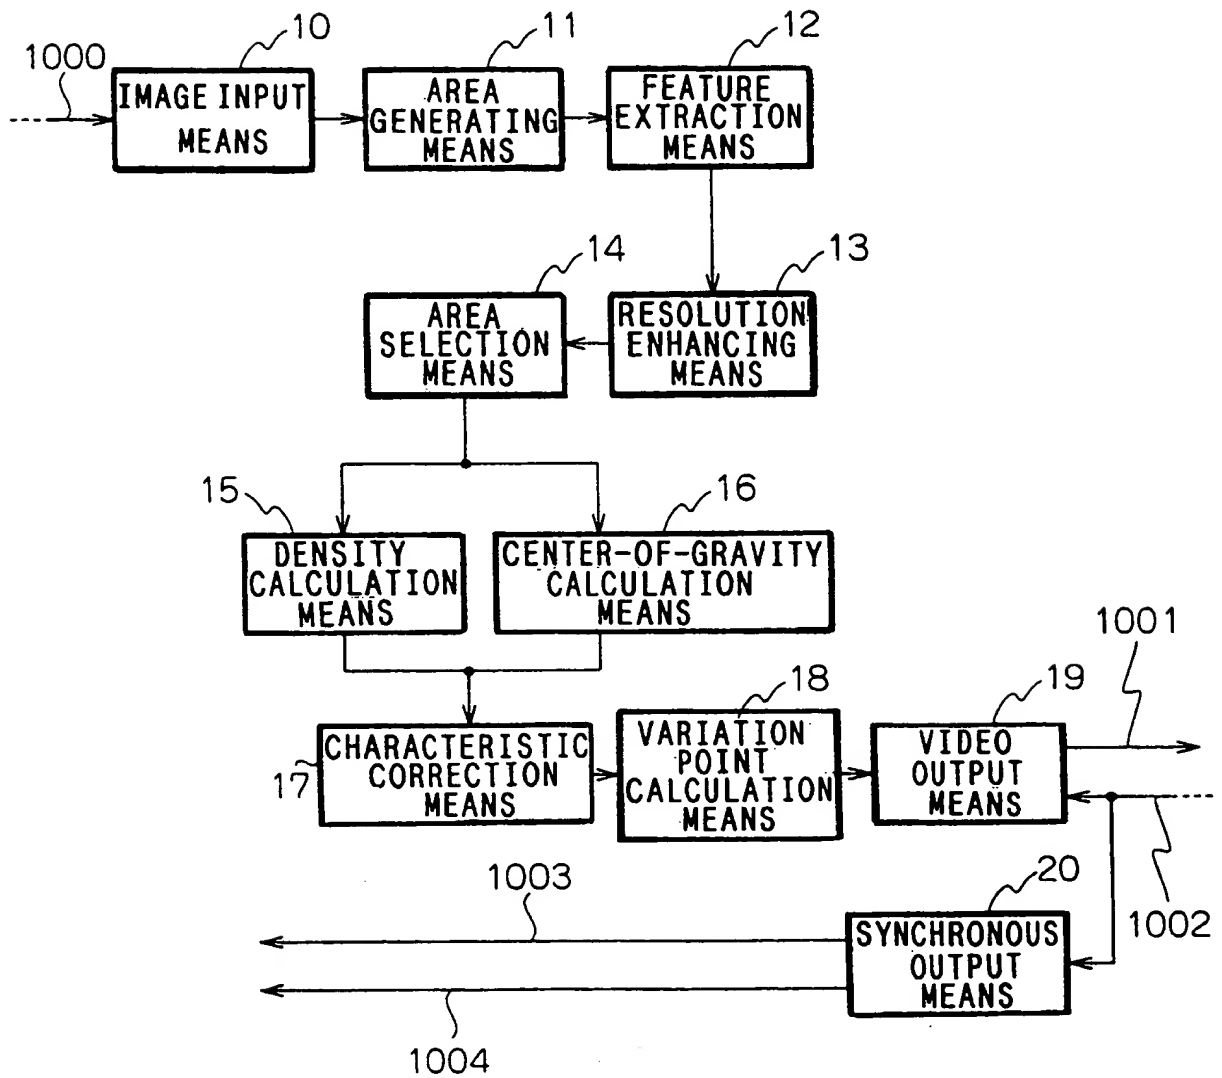 1000
10
11
12
IMAGE INPUT
MEANS
AREA
GENERATING
MEANS
FEATURE
EXTRACTION
MEANS
14
13
AREA
SELECTION
MEANS
RESOLUTION
ENHANCING
MEANS
15
16
DENSITY
CALCULATION
MEANS
CENTER-OF-GRAVITY
CALCULATION
MEANS
1001
17
18
19
CHARACTERISTIC
CORRECTION
MEANS
VARIATION
POINT
CALCULATION
MEANS
VIDEO
OUTPUT
MEANS
1002
1003
20
SYNCHRONOUS
OUTPUT
MEANS
1004